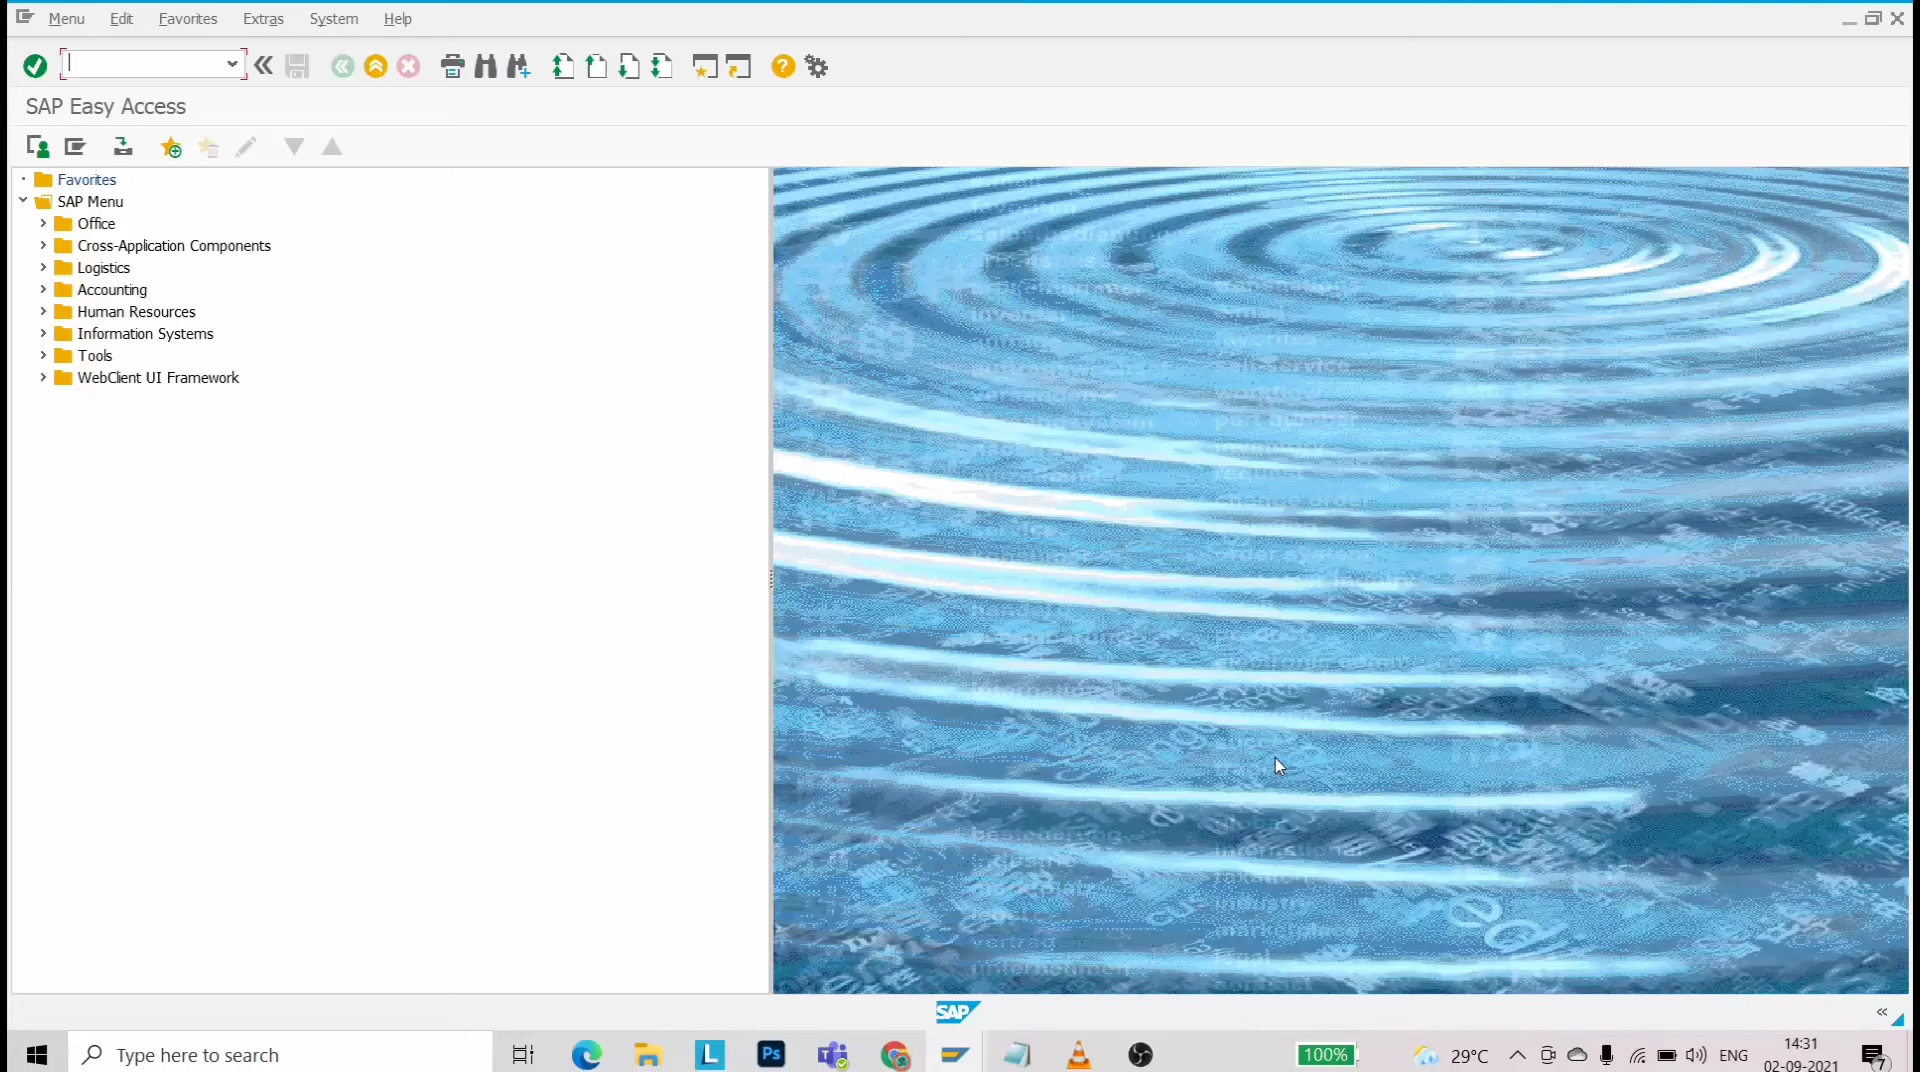 Menu Edit Favorites Extras System Help
SAP Easy Access
Favorites
SAP Menu
Office
Cross-Application Components
Logistics
Accounting
Human Resources
Information Systems
Tools
WebClient UI Framework
SAP
Type here to search
L
Ps
100%
29°C
ENG
14:31
02-09-2021
7